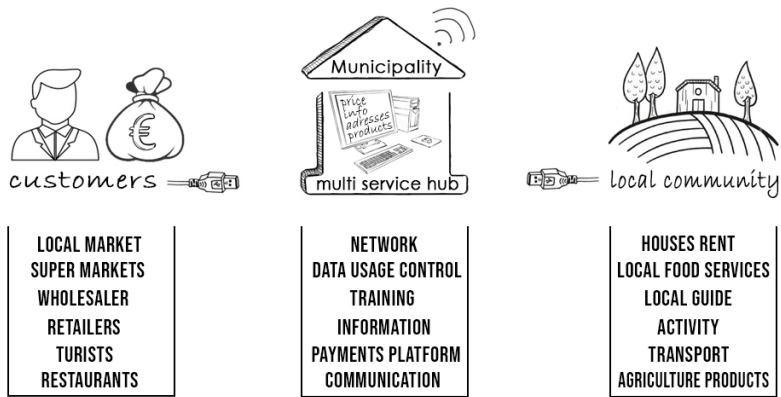 Municipality
price
info
adresses
products
customers
multi service hub
local community
LOCAL MARKET
SUPER MARKETS
WHOLESALER
RETAILERS
TURISTS
RESTAURANTS
NETWORK
DATA USAGE CONTROL
TRAINING
INFORMATION
PAYMENTS PLATFORM
COMMUNICATION
HOUSES RENT
LOCAL FOOD SERVICES
LOCAL GUIDE
ACTIVITY
TRANSPORT
AGRICULTURE PRODUCTS